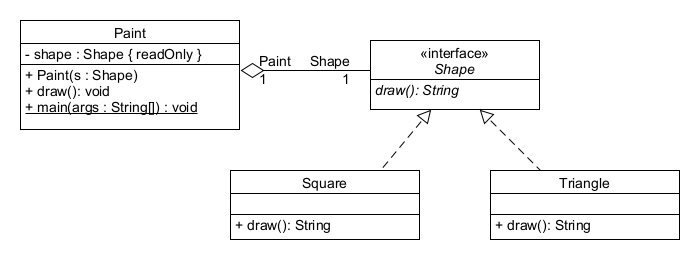 Paint
- shape : Shape { readOnly }
+ Paint(s : Shape)
+ draw(): void
+ main(args : String[]) : void
Paint Shape
1 1
«interface»
Shape
draw(): String
Square
+ draw(): String
Triangle
+ draw(): String